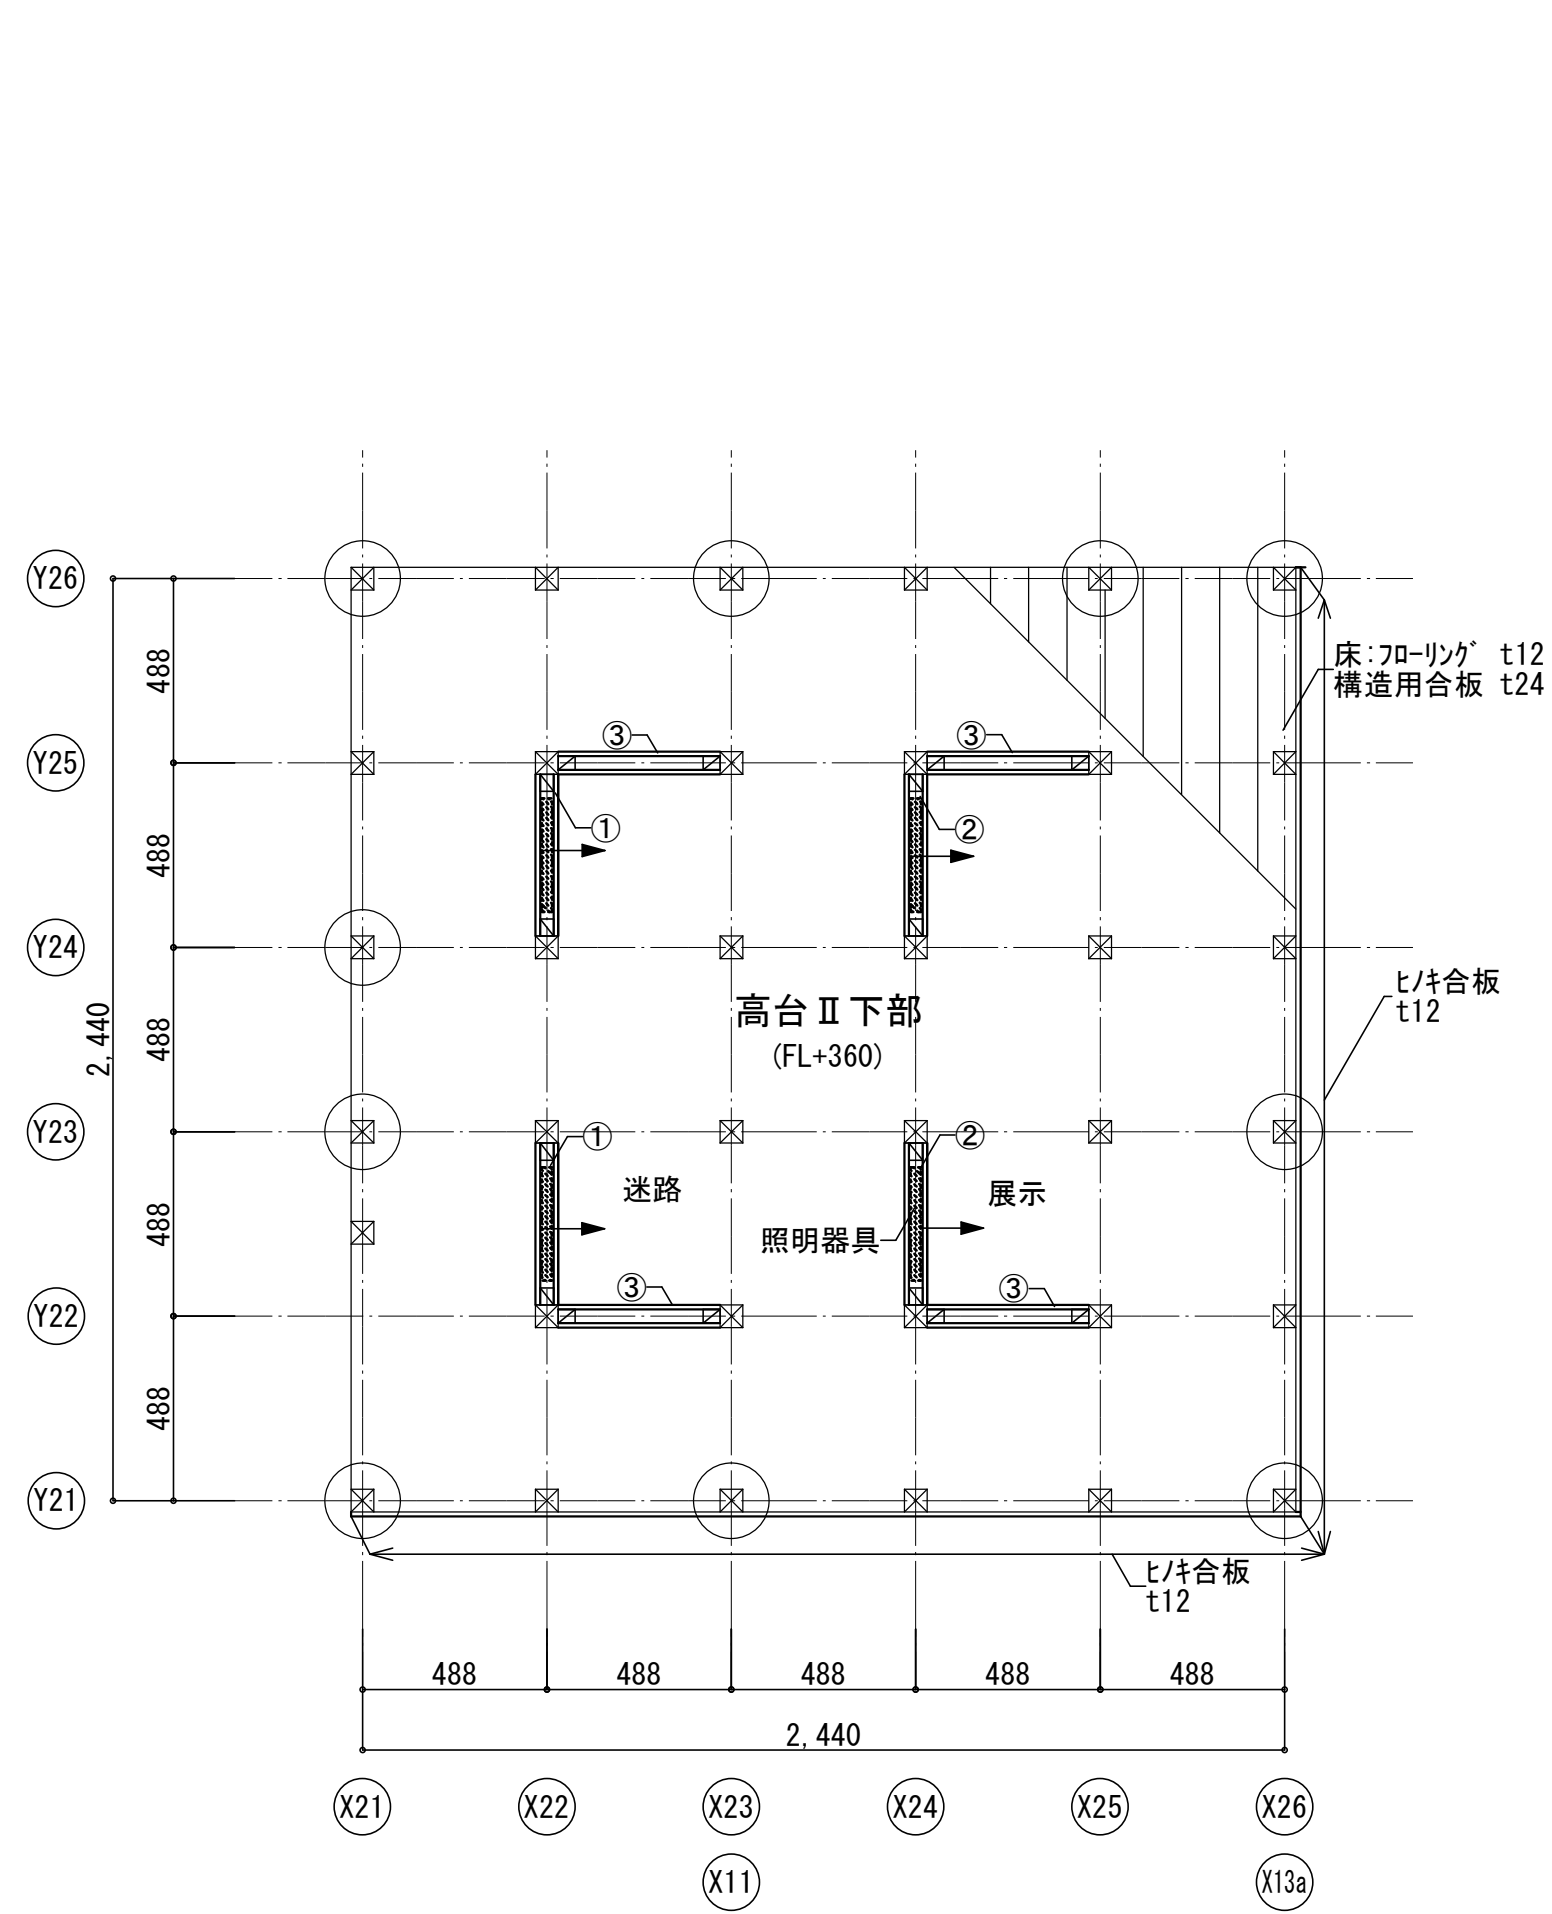 Y26
488
床:ﾌﾛｰﾘﾝｸﾞ t12
構造用合板 t24
③
③
Y25
①
②
488
Y24
ﾋﾉｷ合板
t12
高台Ⅱ下部
(FL+360)
488
2,440
Y23
①
②
迷路
展示
照明器具
488
③
③
Y22
488
Y21
ﾋﾉｷ合板
t12
488 488 488 488 488
2,440
X21 X22 X23 X24 X25 X26
X11 X13a